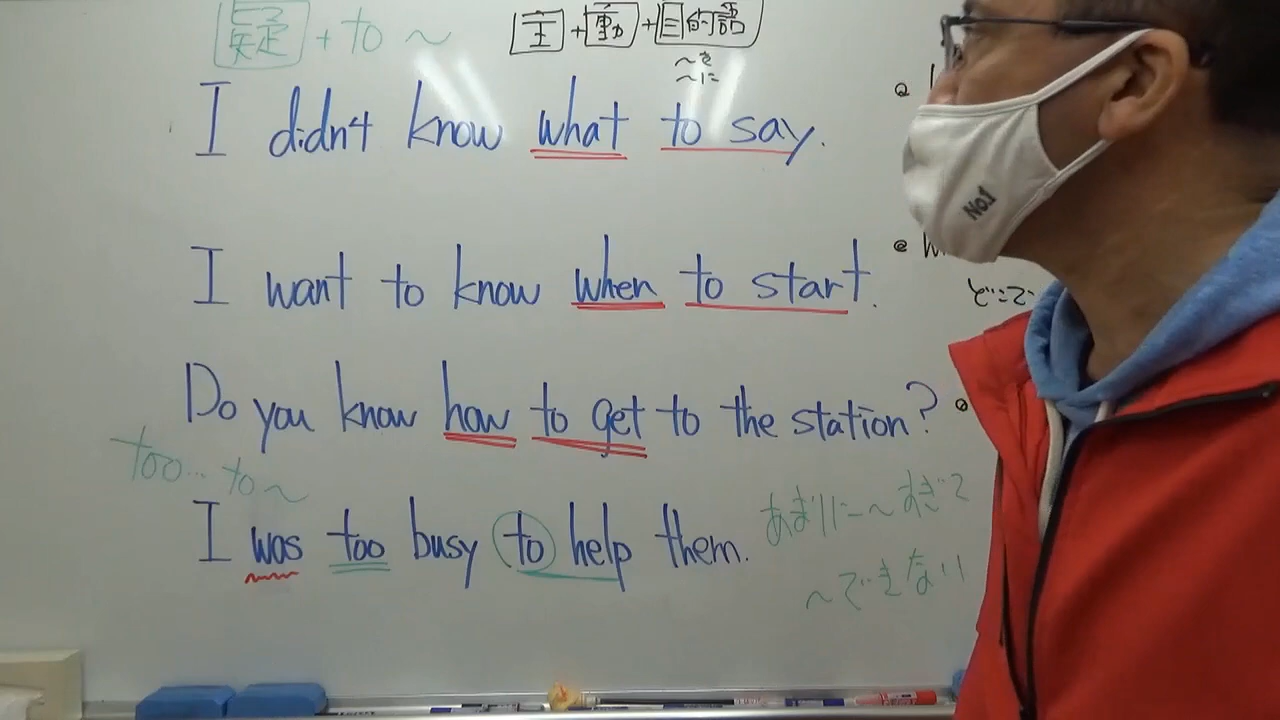 疑 + to ~
主 + 動 + 目的語
~を
~に
I didn't know what to say.
I want to know when to start.
どこで
Do you know how to get to the station?
too... to ~
I was too busy to help them.
あまりに~すぎて
~できない
No.1